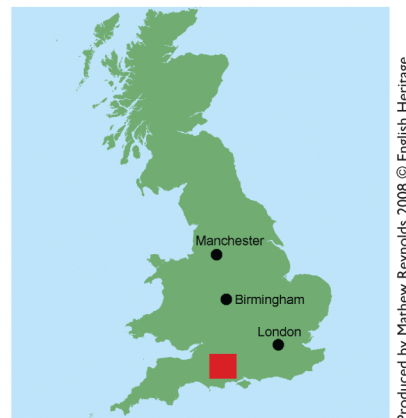 Manchester
Birmingham
London
Produced by Mathew Reynolds 2008 © English Heritage